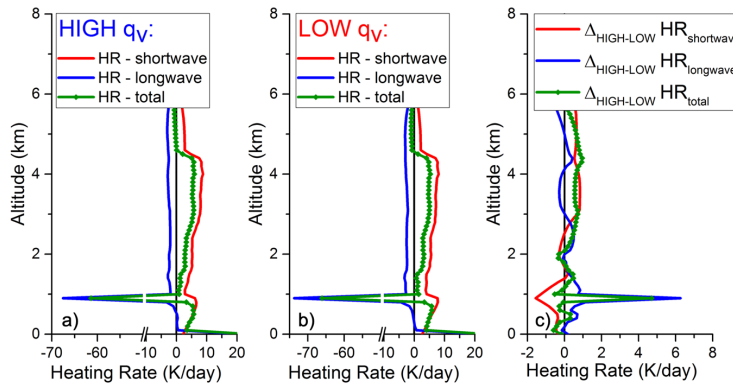 HIGH qv:
HR - shortwave
HR - longwave
HR - total
LOW qv:
HR - shortwave
HR - longwave
HR - total
ΔHIGH-LOW HRshortwave
ΔHIGH-LOW HRlongwave
ΔHIGH-LOW HRtotal
Altitude (km)
8
6
4
2
0
a)
-70 -60 -10 0 10 20
Heating Rate (K/day)
Altitude (km)
8
6
4
2
0
b)
-70 -60 -10 0 10 20
Heating Rate (K/day)
Altitude (km)
8
6
4
2
0
c)
-2 0 2 4 6 8
Heating Rate (K/day)